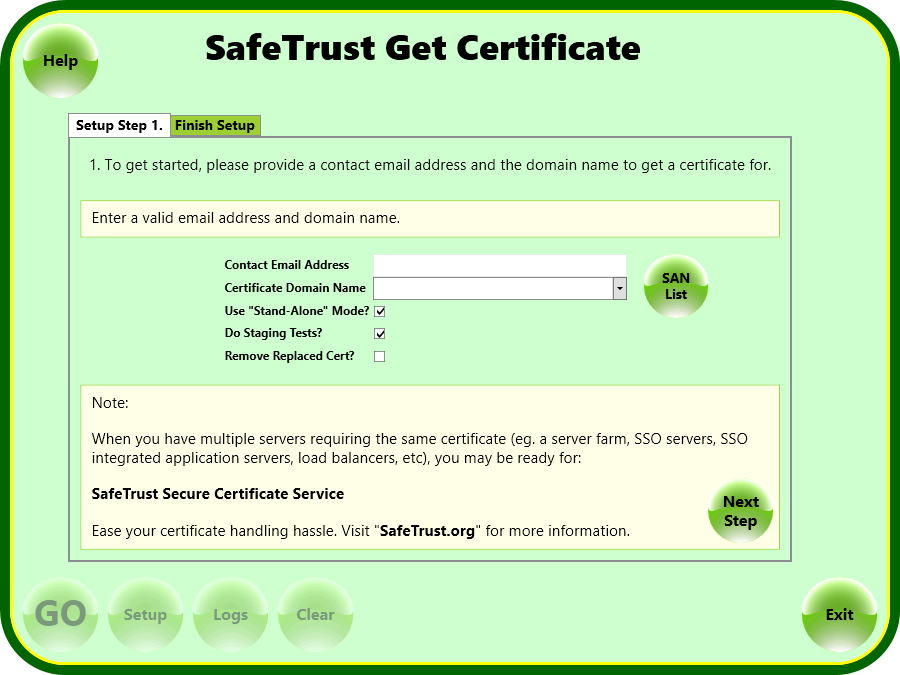 SafeTrust Get Certificate
Help
Setup Step 1.
Finish Setup
1. To get started, please provide a contact email address and the domain name to get a certificate for.
Enter a valid email address and domain name.
Contact Email Address
Certificate Domain Name
Use "Stand-Alone" Mode?
Do Staging Tests?
Remove Replaced Cert?
SAN
List
Note:
When you have multiple servers requiring the same certificate (eg. a server farm, SSO servers, SSO
integrated application servers, load balancers, etc), you may be ready for:
SafeTrust Secure Certificate Service
Ease your certificate handling hassle. Visit "SafeTrust.org" for more information.
Next
Step
GO
Setup
Logs
Clear
Exit